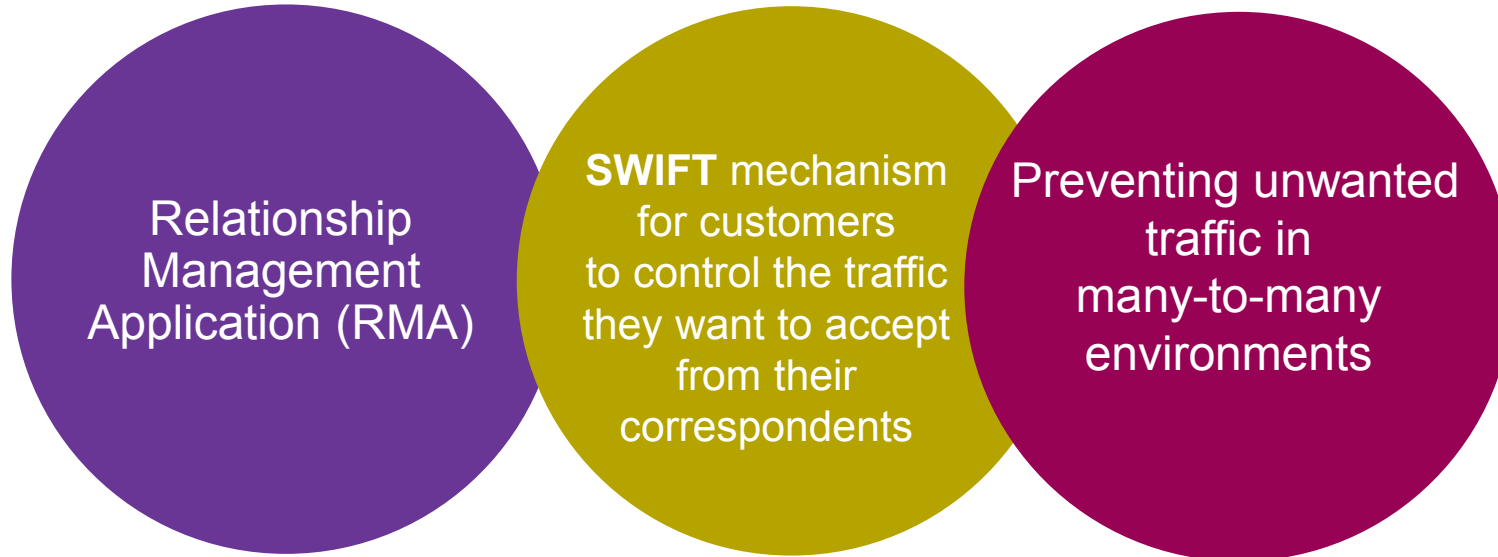 Relationship
Management
Application (RMA)
SWIFT mechanism
for customers
to control the traffic
they want to accept
from their
correspondents
Preventing unwanted
traffic in
many-to-many
environments